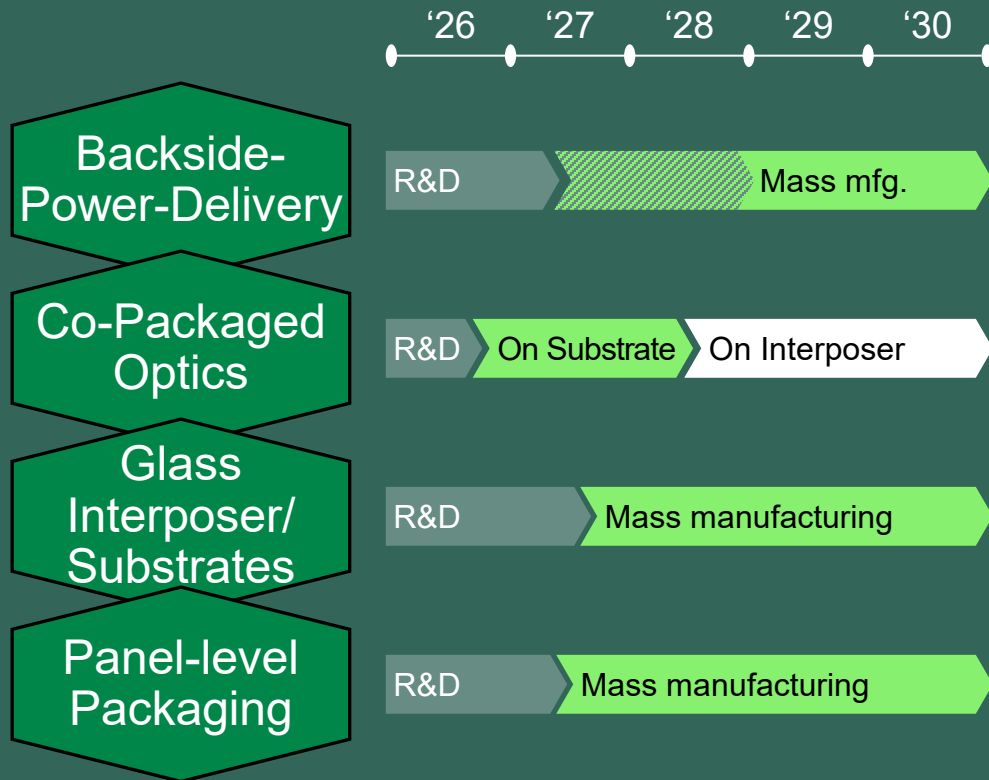 ‘26 ‘27 ‘28 ‘29 ‘30
Backside-
Power-Delivery
R&D
Mass mfg.
Co-Packaged
Optics
R&D
On Substrate
On Interposer
Glass
Interposer/
Substrates
R&D
Mass manufacturing
Panel-level
Packaging
R&D
Mass manufacturing